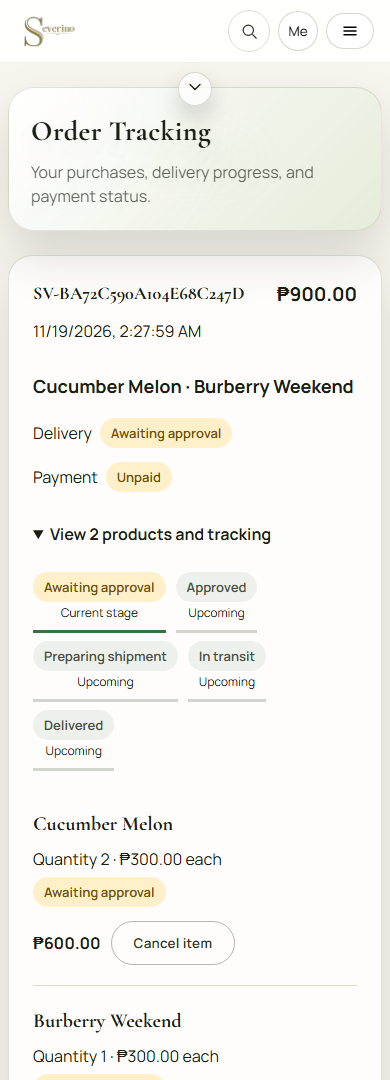 Severino
Me
Order Tracking
Your purchases, delivery progress, and
payment status.
SV-BA72C590A104E68C247D ₱900.00
11/19/2026, 2:27:59 AM
Cucumber Melon · Burberry Weekend
Delivery Awaiting approval
Payment Unpaid
▼ View 2 products and tracking
Awaiting approval Approved
Current stage Upcoming
Preparing shipment In transit
Upcoming Upcoming
Delivered
Upcoming
Cucumber Melon
Quantity 2 · ₱300.00 each
Awaiting approval
₱600.00 Cancel item
Burberry Weekend
Quantity 1 · ₱300.00 each